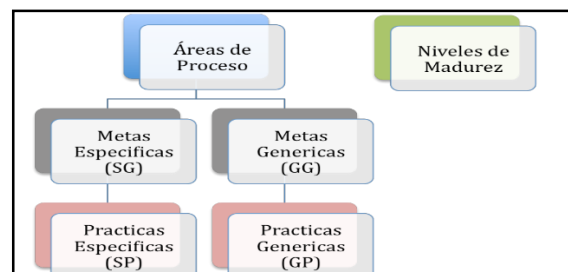 Áreas de
Proceso
Niveles de
Madurez
Metas
Especificas
(SG)
Metas
Genericas
(GG)
Practicas
Especificas
(SP)
Practicas
Genericas
(GP)